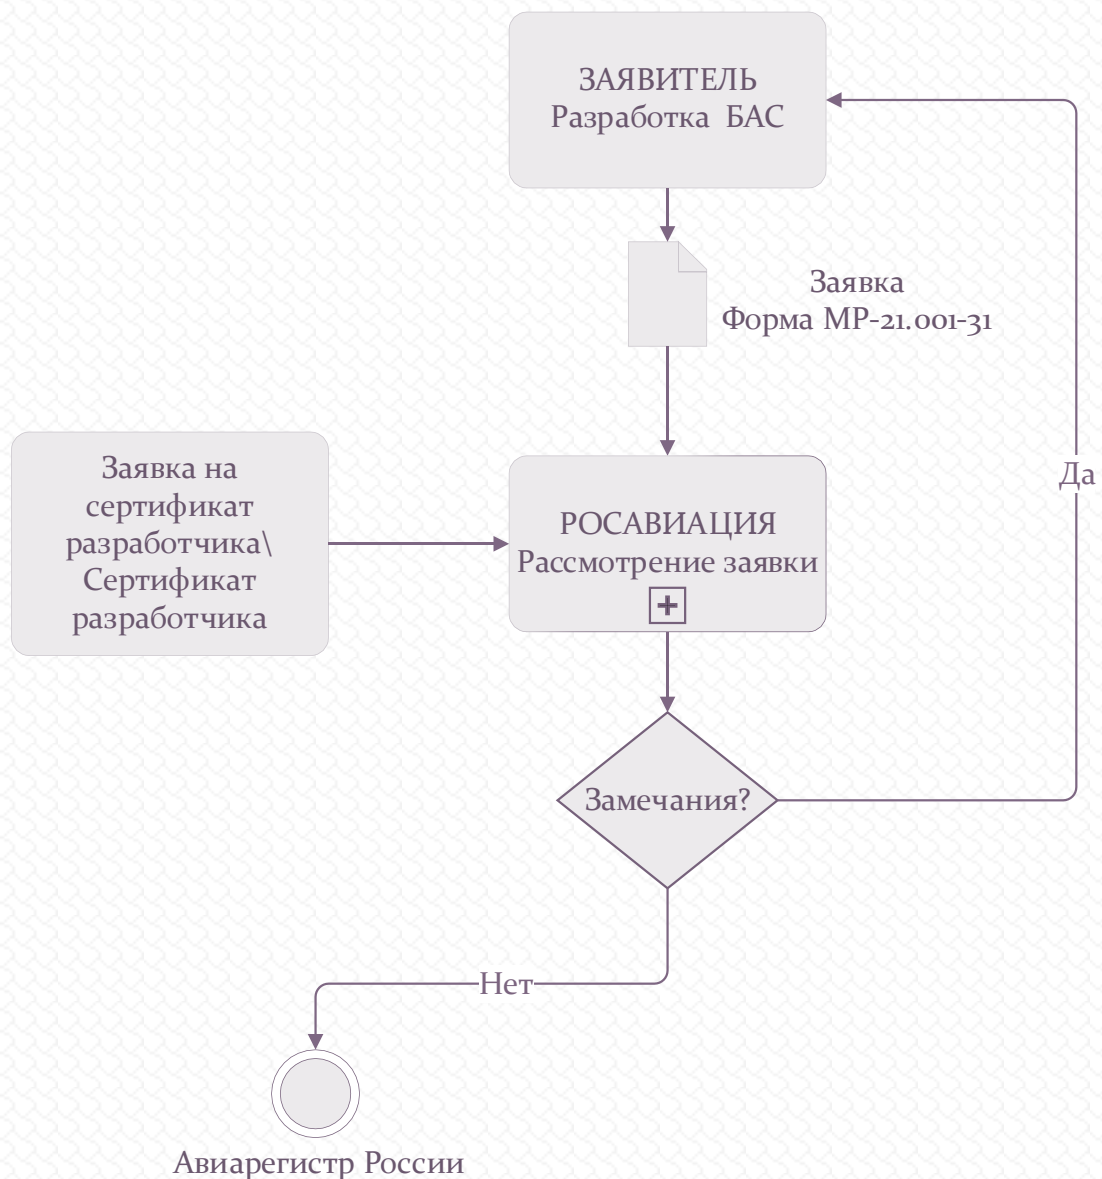 ЗАЯВИТЕЛЬ
Разработка БАС
Заявка
Форма МР-21.001-31
Заявка на
сертификат
разработчика\
Сертификат
разработчика
РОСАВИАЦИЯ
Рассмотрение заявки
Да
Замечания?
Нет
Авиарегистр России